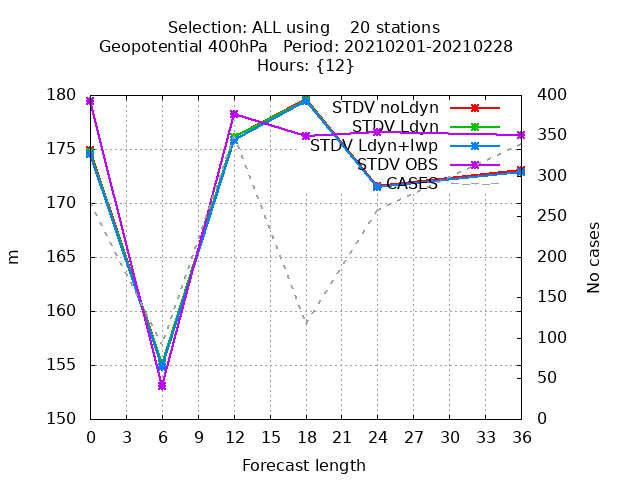 Selection: ALL using    20 stations
Geopotential 400hPa   Period: 20210201-20210228
Hours: {12}
STDV noLdyn
STDV Ldyn
STDV Ldyn+lwp
STDV OBS
CASES
180
175
170
165
160
155
150
m
400
350
300
250
200
150
100
50
0
No cases
0 3 6 9 12 15 18 21 24 27 30 33 36
Forecast length